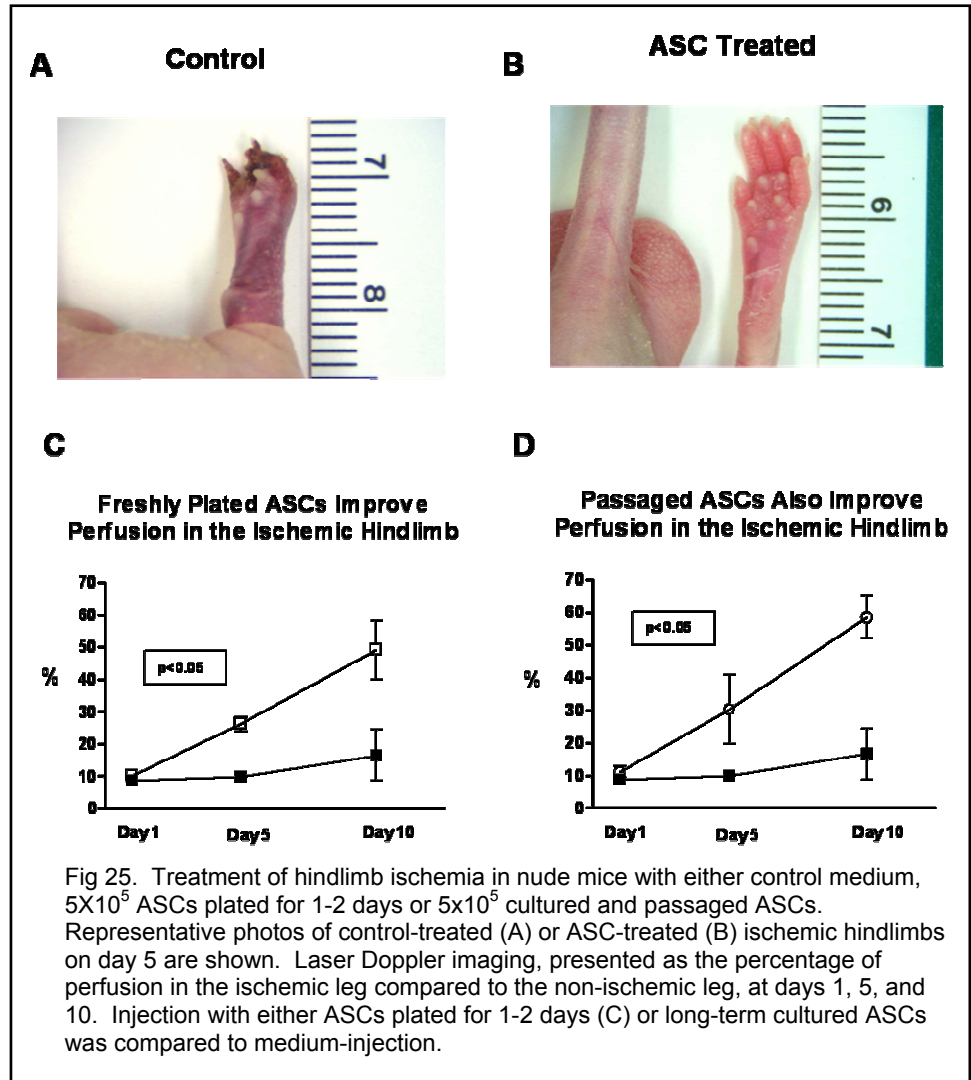 A
Control
B
ASC Treated
7
8
6
7
C
D
Freshly Plated ASCs Improve
Perfusion in the Ischemic Hindlimb
70
60
50
40
30
20
10
0
%
p<0.05
Day1
Day5
Day10
Passaged ASCs Also Improve
Perfusion in the Ischemic Hindlimb
70
60
50
40
30
20
10
0
%
p<0.05
Day1
Day5
Day10
Fig 25. Treatment of hindlimb ischemia in nude mice with either control medium,
5X10⁵ ASCs plated for 1-2 days or 5x10⁵ cultured and passaged ASCs.
Representative photos of control-treated (A) or ASC-treated (B) ischemic hindlimbs
on day 5 are shown. Laser Doppler imaging, presented as the percentage of
perfusion in the ischemic leg compared to the non-ischemic leg, at days 1, 5, and
10. Injection with either ASCs plated for 1-2 days (C) or long-term cultured ASCs
was compared to medium-injection.